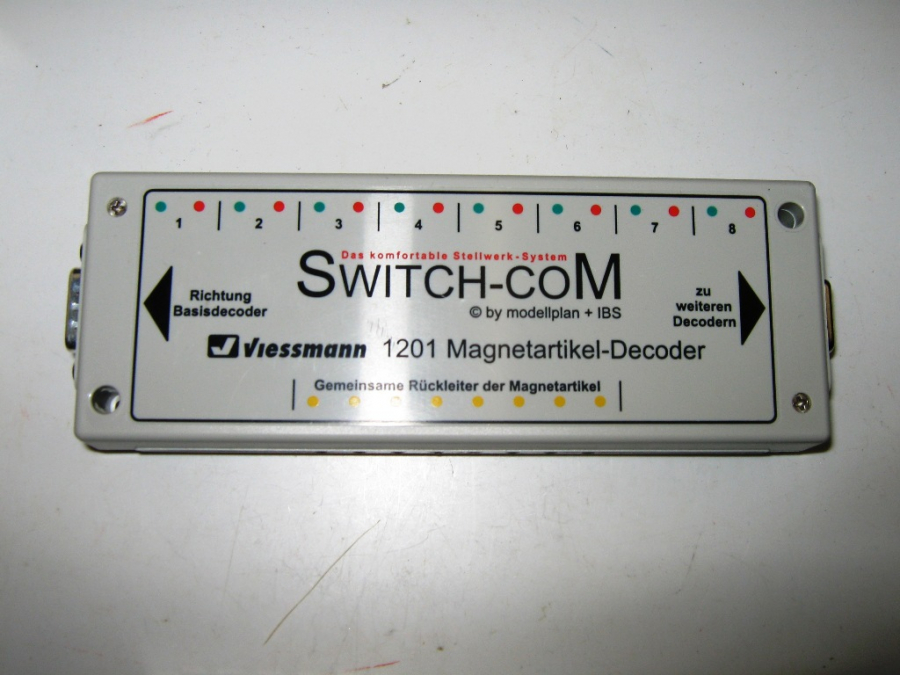 1 2 3 4 5 6 7 8
Das komfortable Stellwerk-System
SWITCH-COM
© by modellplan + IBS
Richtung
Basisdecoder
zu
weiteren
Decodern
Viessmann 1201 Magnetartikel-Decoder
Gemeinsame Rückleiter der Magnetartikel